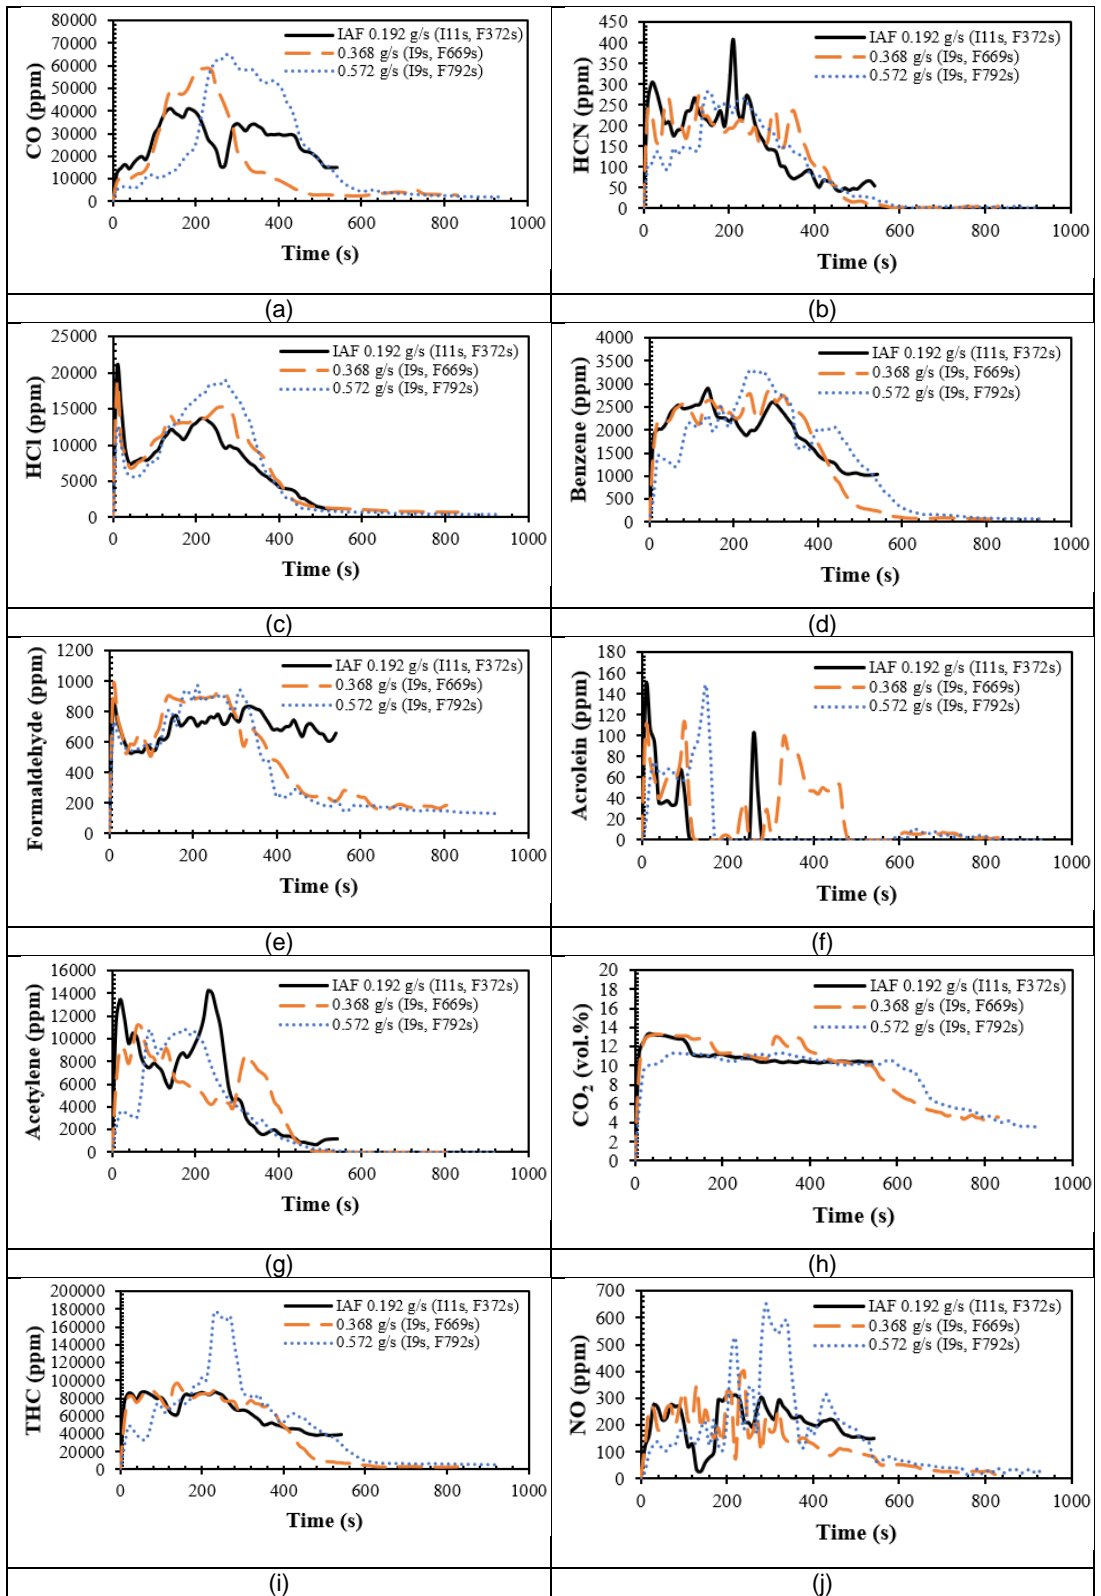 80000
70000
60000
50000
40000
30000
20000
10000
0
CO (ppm)
IAF 0.192 g/s (I11s, F372s)
0.368 g/s (I9s, F669s)
0.572 g/s (I9s, F792s)
0 200 400 600 800 1000
Time (s)
(a)
450
400
350
300
250
200
150
100
50
0
HCN (ppm)
IAF 0.192 g/s (I11s, F372s)
0.368 g/s (I9s, F669s)
0.572 g/s (I9s, F792s)
0 200 400 600 800 1000
Time (s)
(b)
25000
20000
15000
10000
5000
0
HCl (ppm)
IAF 0.192 g/s (I11s, F372s)
0.368 g/s (I9s, F669s)
0.572 g/s (I9s, F792s)
0 200 400 600 800 1000
Time (s)
(c)
4000
3500
3000
2500
2000
1500
1000
500
0
Benzene (ppm)
IAF 0.192 g/s (I11s, F372s)
0.368 g/s (I9s, F669s)
0.572 g/s (I9s, F792s)
0 200 400 600 800 1000
Time (s)
(d)
1200
1000
800
600
400
200
0
Formaldehyde (ppm)
IAF 0.192 g/s (I11s, F372s)
0.368 g/s (I9s, F669s)
0.572 g/s (I9s, F792s)
0 200 400 600 800 1000
Time (s)
(e)
180
160
140
120
100
80
60
40
20
0
Acrolein (ppm)
IAF 0.192 g/s (I11s, F372s)
0.368 g/s (I9s, F669s)
0.572 g/s (I9s, F792s)
0 200 400 600 800 1000
Time (s)
(f)
16000
14000
12000
10000
8000
6000
4000
2000
0
Acetylene (ppm)
IAF 0.192 g/s (I11s, F372s)
0.368 g/s (I9s, F669s)
0.572 g/s (I9s, F792s)
0 200 400 600 800 1000
Time (s)
(g)
20
18
16
14
12
10
8
6
4
2
0
CO₂ (vol.%)
IAF 0.192 g/s (I11s, F372s)
0.368 g/s (I9s, F669s)
0.572 g/s (I9s, F792s)
0 200 400 600 800 1000
Time (s)
(h)
200000
180000
160000
140000
120000
100000
80000
60000
40000
20000
0
THC (ppm)
IAF 0.192 g/s (I11s, F372s)
0.368 g/s (I9s, F669s)
0.572 g/s (I9s, F792s)
0 200 400 600 800 1000
Time (s)
(i)
700
600
500
400
300
200
100
0
NO (ppm)
IAF 0.192 g/s (I11s, F372s)
0.368 g/s (I9s, F669s)
0.572 g/s (I9s, F792s)
0 200 400 600 800 1000
Time (s)
(j)